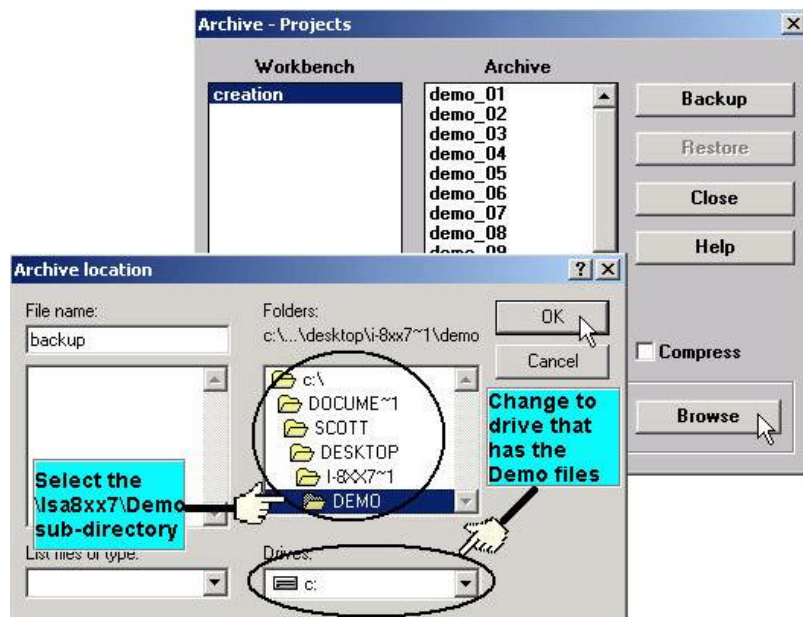 Archive - Projects
Workbench
Archive
creation
demo_01
demo_02
demo_03
demo_04
demo_05
demo_06
demo_07
demo_08
demo_09
Backup
Restore
Close
Help
Compress
Browse
Archive location
File name:
backup
Folders:
c:\...\desktop\i-8xx7~1\demo
c:\
DOCUME~1
SCOTT
DESKTOP
I-8XX7~1
DEMO
OK
Cancel
Change to
drive that
has the
Demo files
Select the
\Isa8xx7\Demo
sub-directory
List files of type:
Drives:
c: